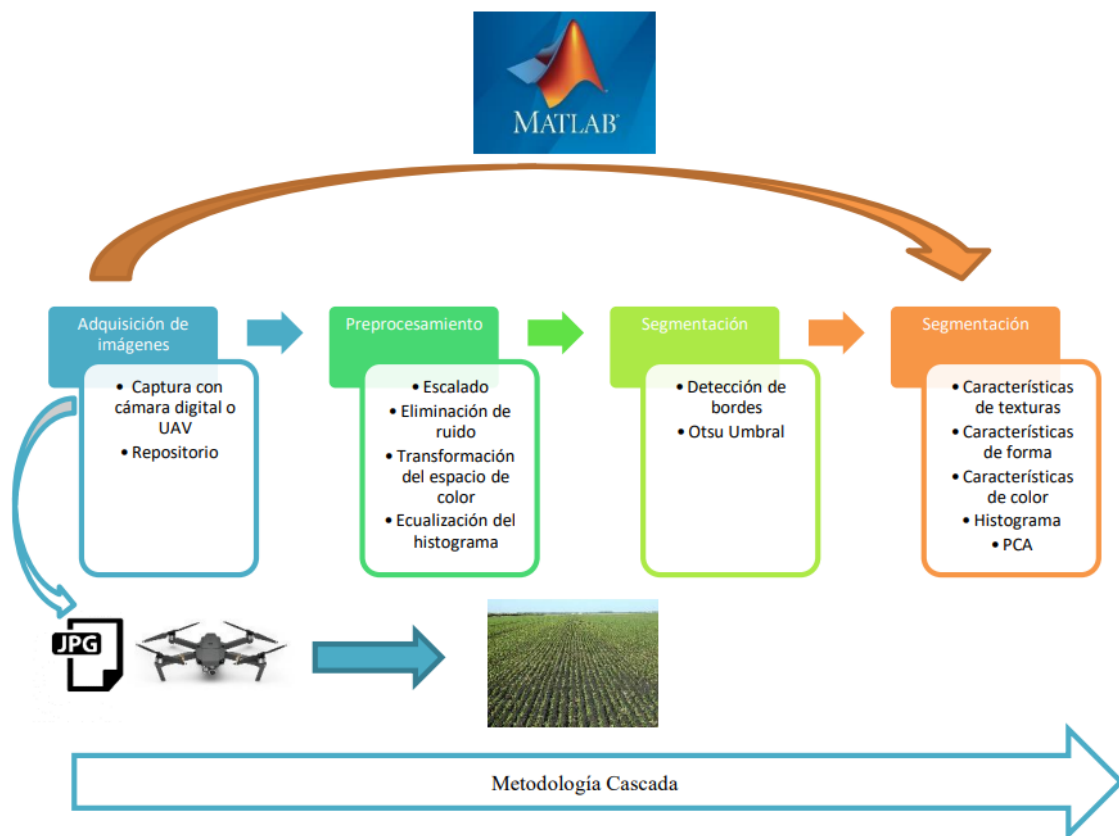 MATLAB®
Adquisición de
imágenes
• Captura con
cámara digital o
UAV
• Repositorio
Preprocesamiento
• Escalado
• Eliminación de
ruido
• Transformación
del espacio de
color
• Ecualización del
histograma
Segmentación
• Detección de
bordes
• Otsu Umbral
Segmentación
• Características
de texturas
• Características
de forma
• Características
de color
• Histograma
• PCA
JPG
Metodología Cascada